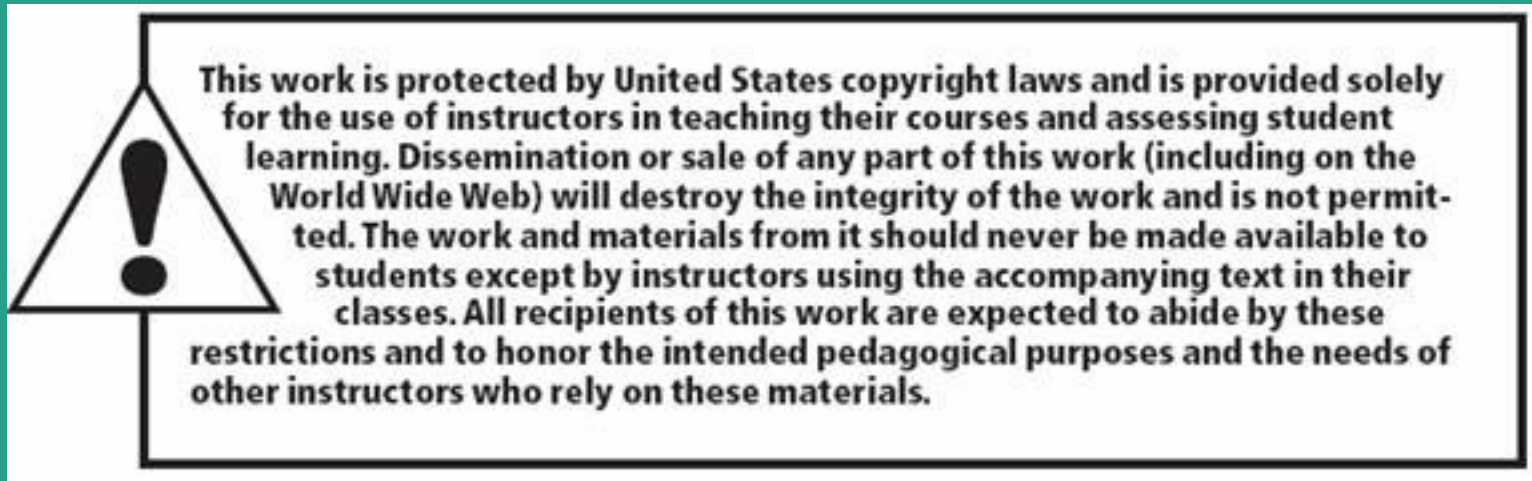 This work is protected by United States copyright laws and is provided solely
for the use of instructors in teaching their courses and assessing student
learning. Dissemination or sale of any part of this work (including on the
World Wide Web) will destroy the integrity of the work and is not permit-
ted. The work and materials from it should never be made available to
students except by instructors using the accompanying text in their
classes. All recipients of this work are expected to abide by these
restrictions and to honor the intended pedagogical purposes and the needs of
other instructors who rely on these materials.